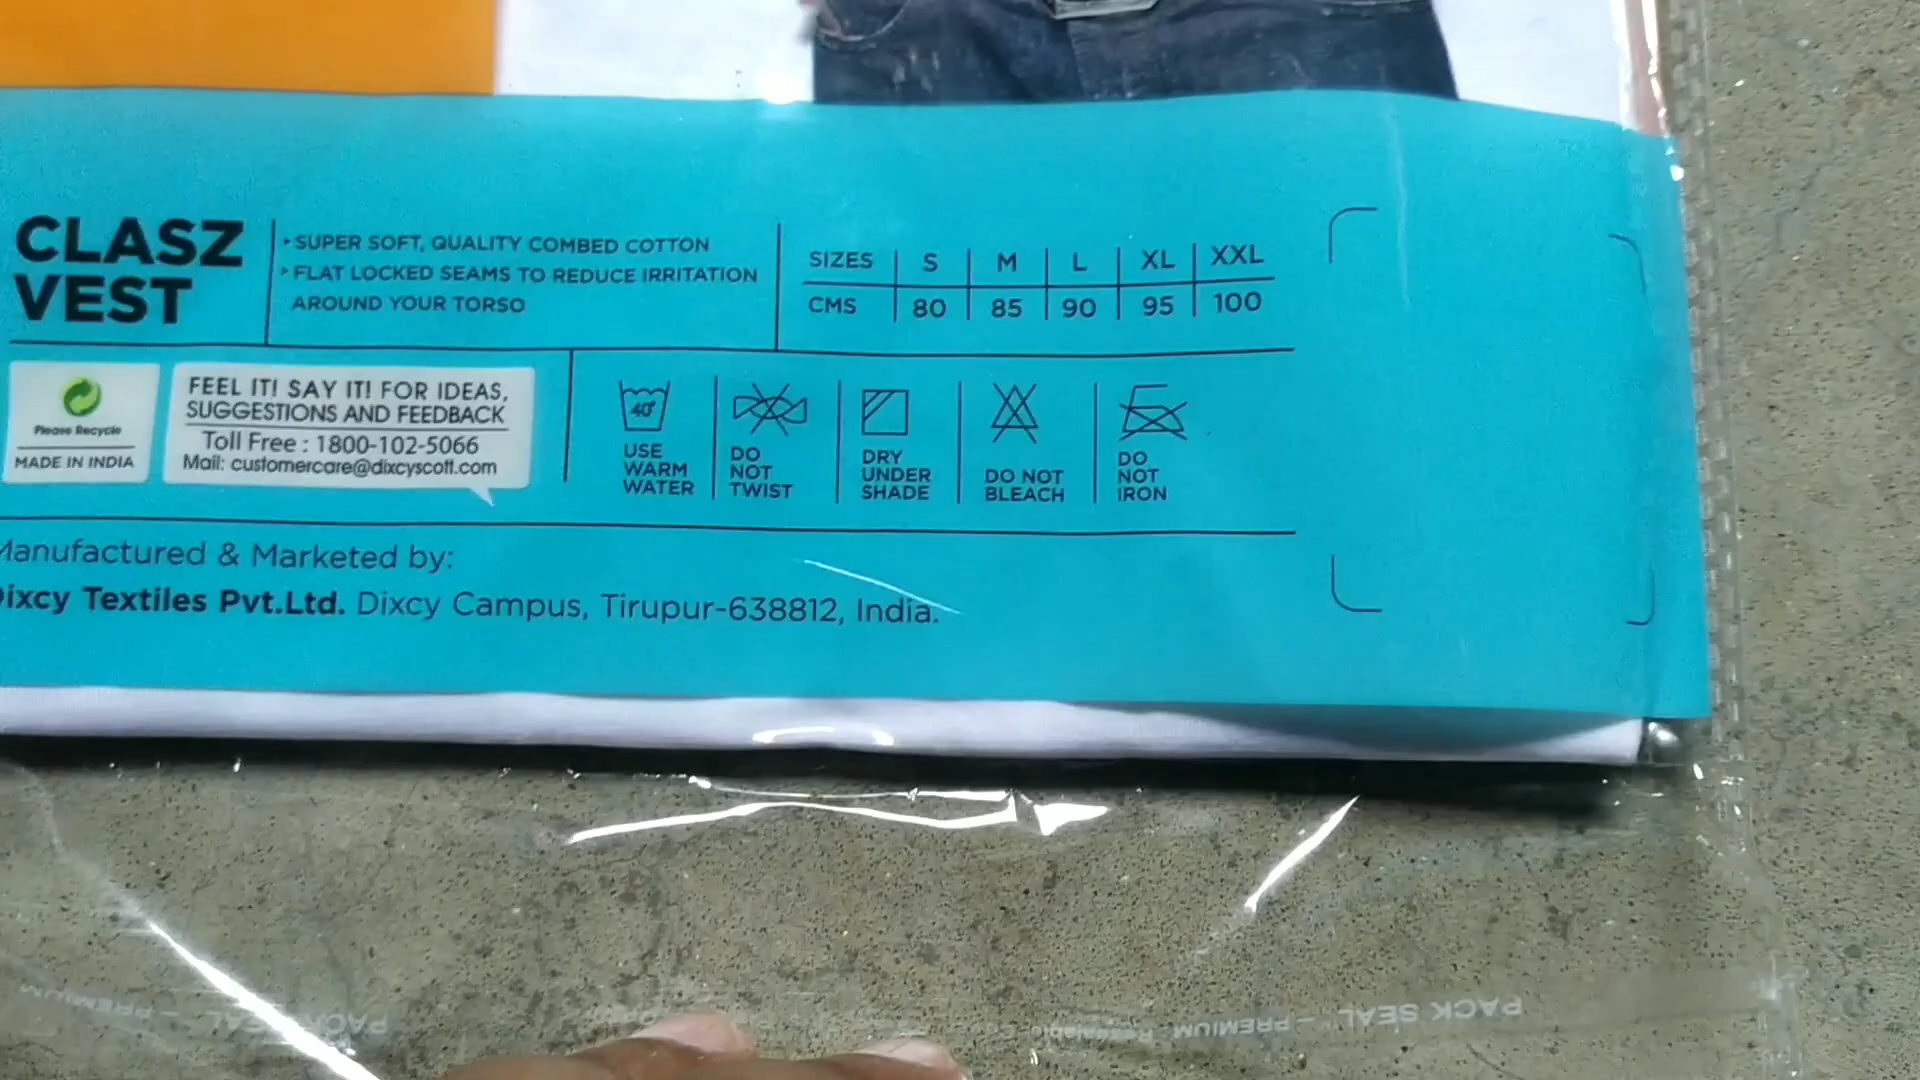 CLASZ
VEST
SUPER SOFT, QUALITY COMBED COTTON
FLAT LOCKED SEAMS TO REDUCE IRRITATION
AROUND YOUR TORSO
SIZES S M L XL XXL
CMS 80 85 90 95 100
Please Recycle
MADE IN INDIA
FEEL IT! SAY IT! FOR IDEAS,
SUGGESTIONS AND FEEDBACK
Toll Free : 1800-102-5066
Mail: customercare@dixcyscott.com
40°
USE
WARM
WATER
DO
NOT
TWIST
DRY
UNDER
SHADE
DO NOT
BLEACH
DO
NOT
IRON
Manufactured & Marketed by:
Dixcy Textiles Pvt.Ltd. Dixcy Campus, Tirupur-638812, India.
PACK SEAL - PREMIUM
PACK SEAL - PREMIUM